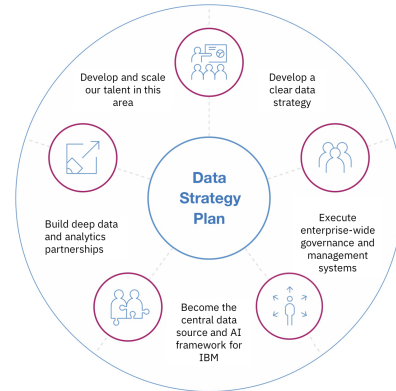 Develop and scale
our talent in this
area
Develop a
clear data
strategy
Data
Strategy
Plan
Build deep data
and analytics
partnerships
Execute
enterprise-wide
governance and
management
systems
Become the
central data
source and AI
framework for
IBM